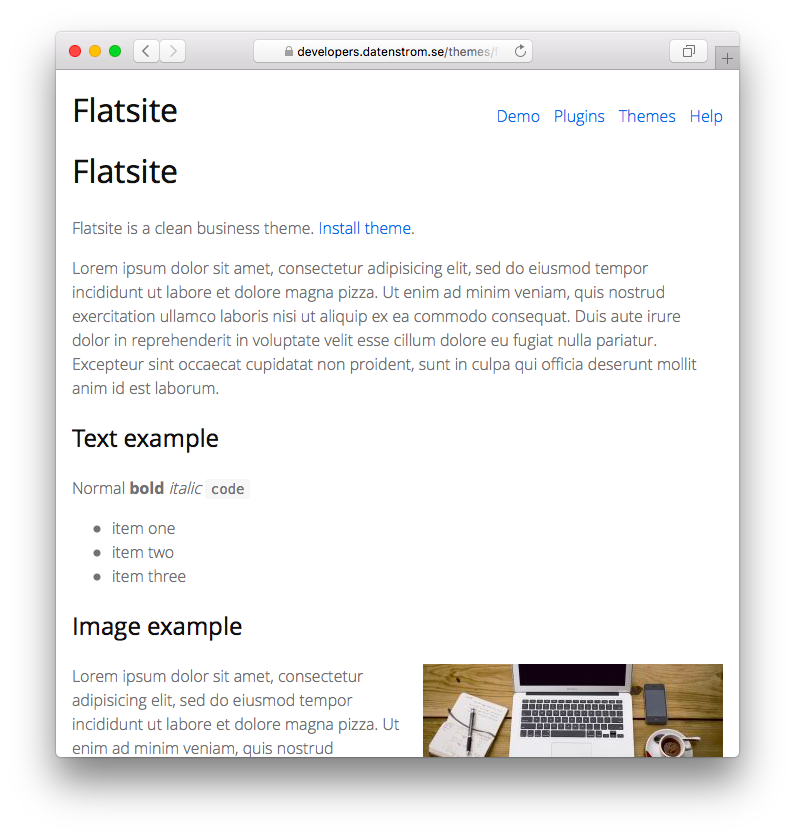 developers.datenstrom.se/themes/f
Flatsite
Demo Plugins Themes Help
Flatsite
Flatsite is a clean business theme. Install theme.
Lorem ipsum dolor sit amet, consectetur adipisicing elit, sed do eiusmod tempor
incididunt ut labore et dolore magna pizza. Ut enim ad minim veniam, quis nostrud
exercitation ullamco laboris nisi ut aliquip ex ea commodo consequat. Duis aute irure
dolor in reprehenderit in voluptate velit esse cillum dolore eu fugiat nulla pariatur.
Excepteur sint occaecat cupidatat non proident, sunt in culpa qui officia deserunt mollit
anim id est laborum.
Text example
Normal bold italic code
item one
item two
item three
Image example
Lorem ipsum dolor sit amet, consectetur
adipisicing elit, sed do eiusmod tempor
incididunt ut labore et dolore magna pizza. Ut
enim ad minim veniam, quis nostrud